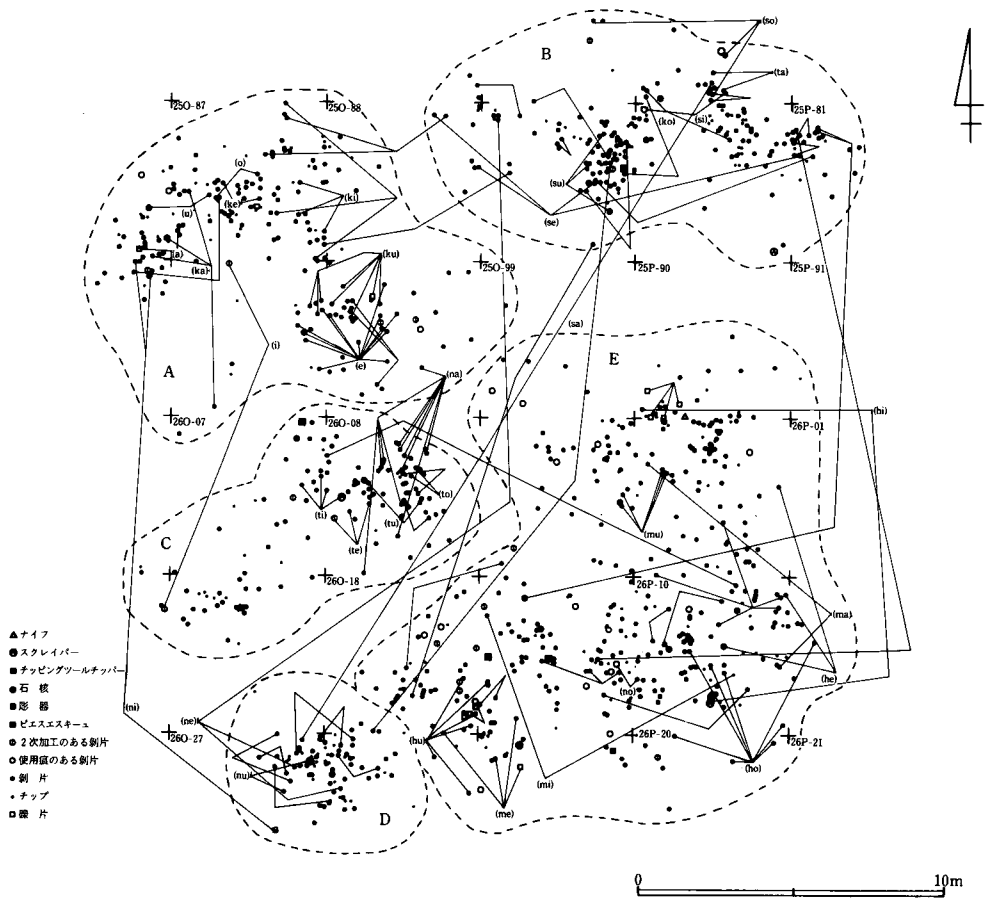 (so)
B
(ta)
25O-87
25O-88
25P-81
(ko)
(si)
(o)
(su)
(ki)
(ke)
(u)
(se)
(a)
(ku)
(ka)
25O-99
25P-90
25P-91
(sa)
(i)
E
(e)
A
(na)
(hi)
26O-07
26O-08
26P-01
(to)
(ti)
(tu)
(mu)
C
(te)
26O-18
26P-10
(ma)
▲ナイフ
スクレイパー
■チッピングツールチッパー
●石 核
■彫 器
■ピエスエスキーユ
2次加工のある剝片
使用痕のある剝片
●剝 片
・チップ
□礫 片
(he)
(no)
(ni)
(ne)
26O-27
(hu)
26P-20
26P-21
(nu)
(ho)
(mi)
(me)
D
0 10m